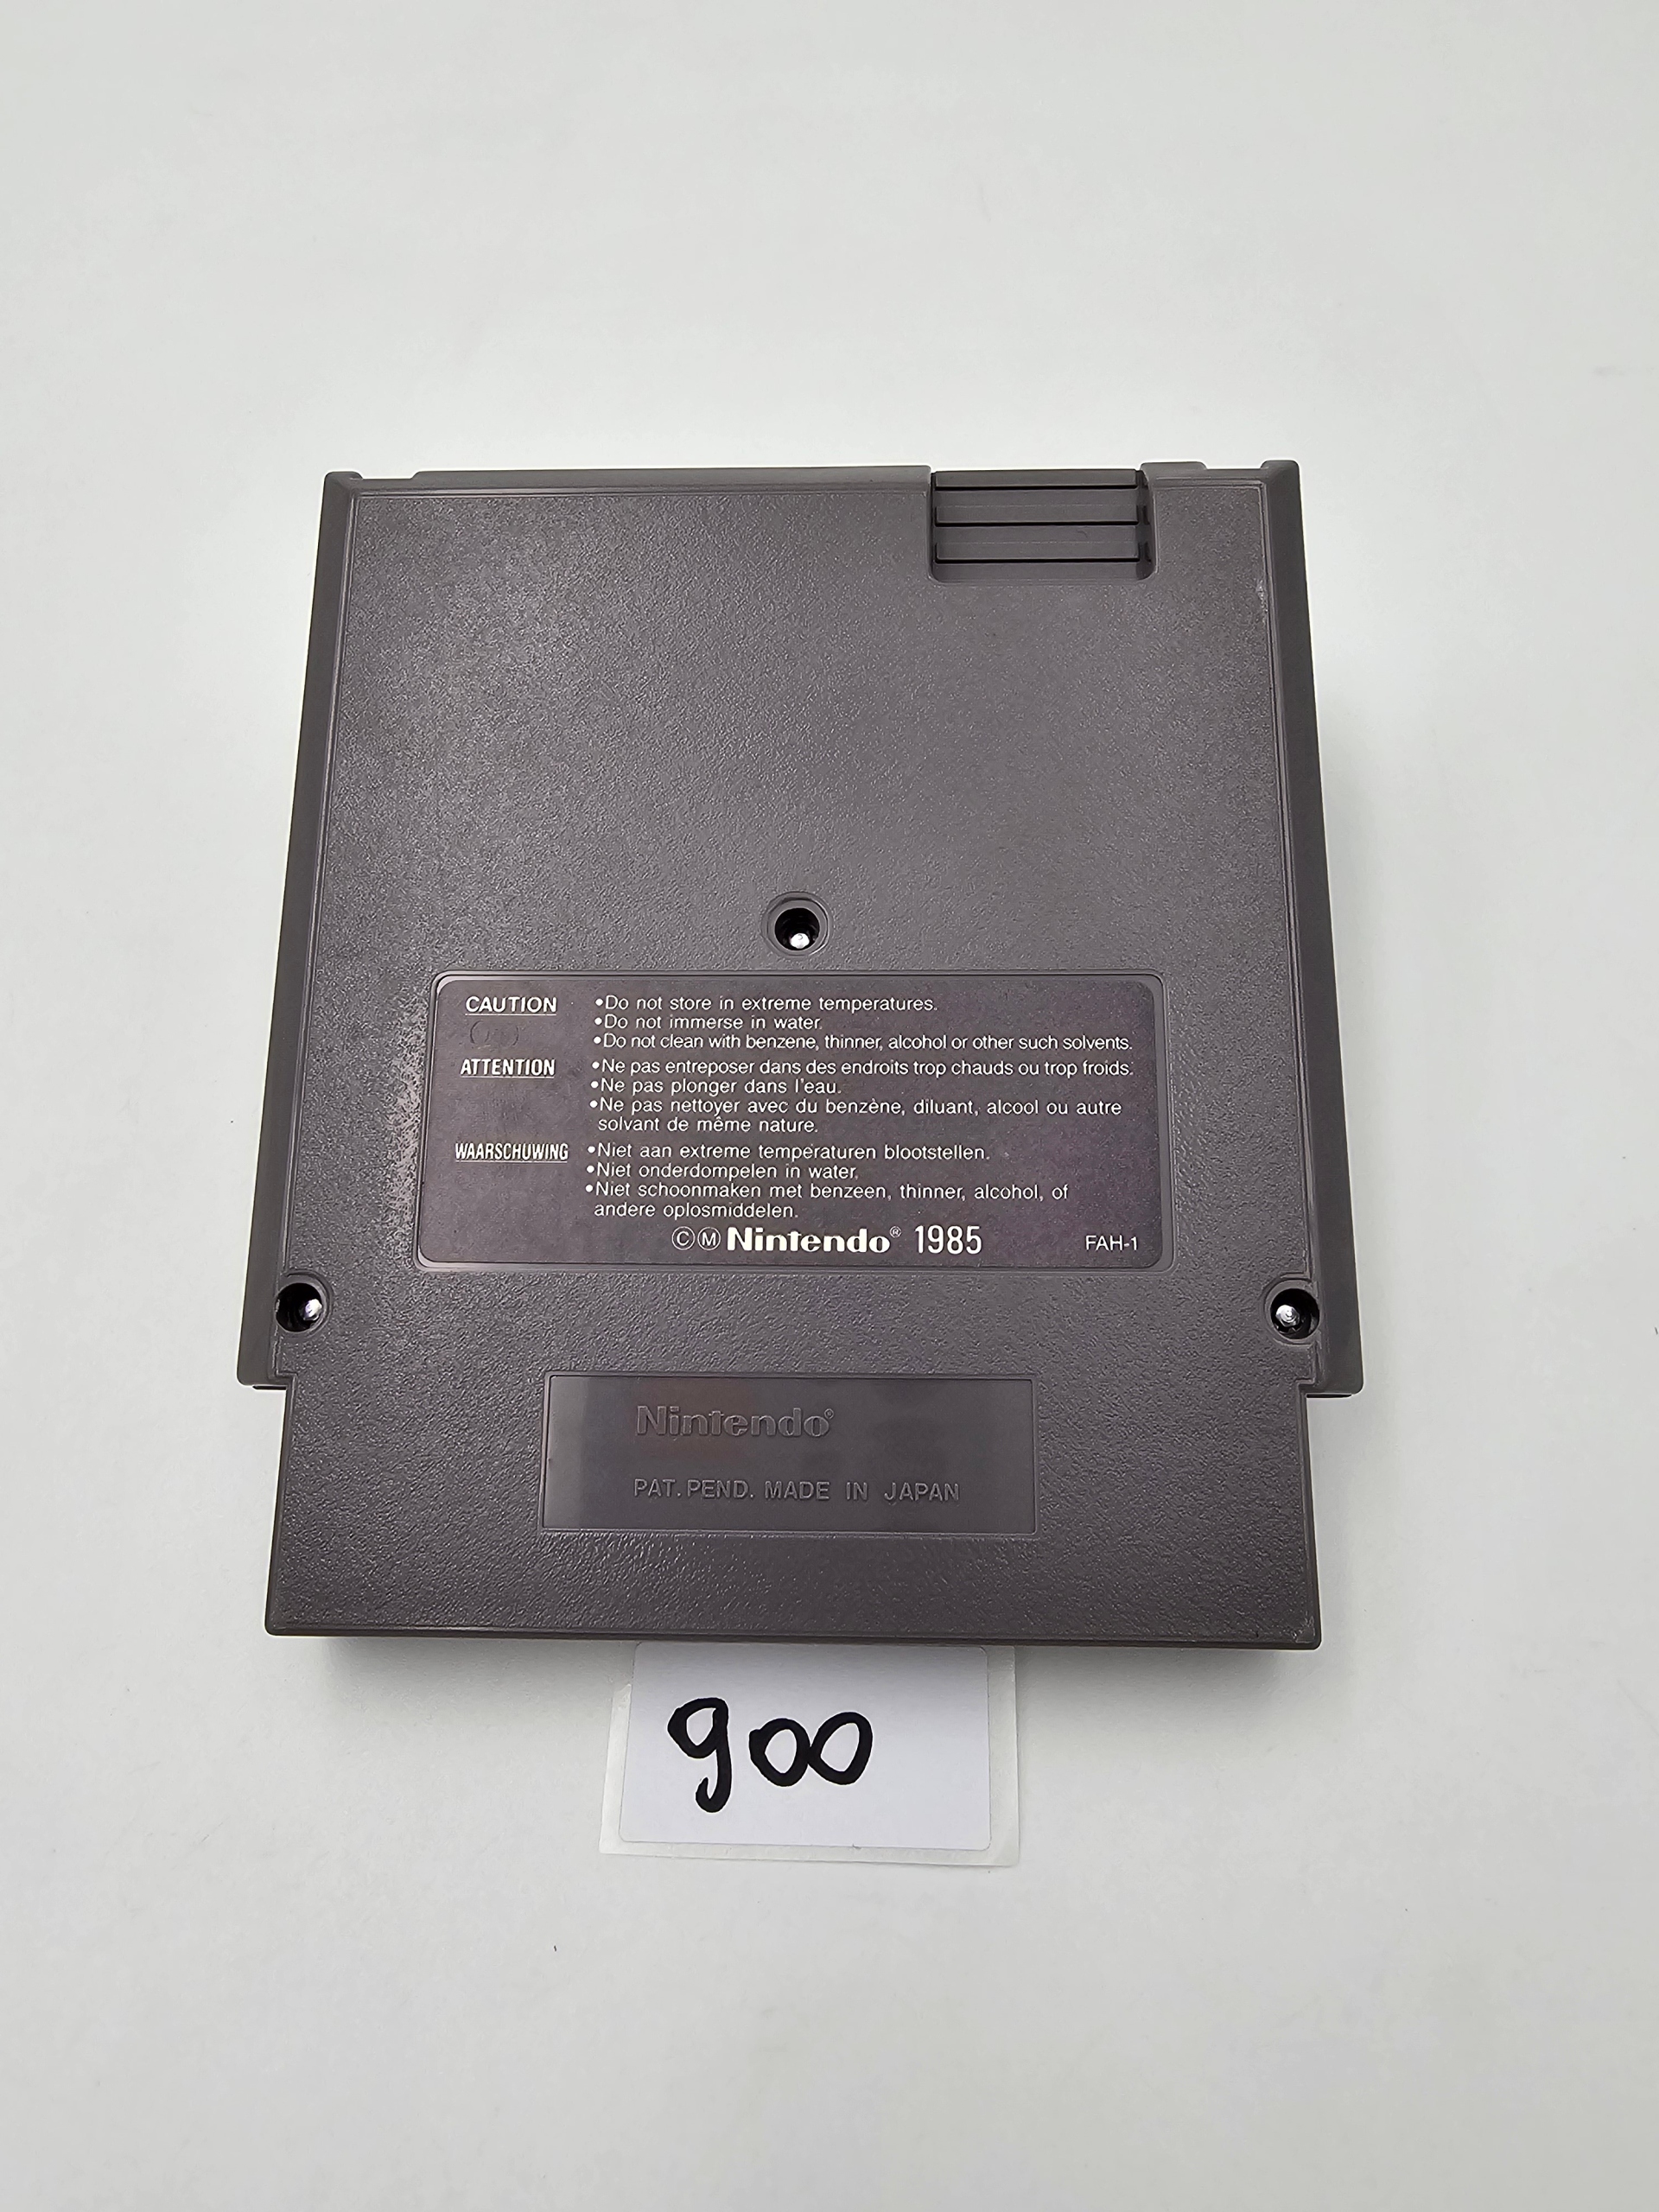 CAUTION •Do not store in extreme temperatures.
•Do not immerse in water.
•Do not clean with benzene, thinner, alcohol or other such solvents.
ATTENTION •Ne pas entreposer dans des endroits trop chauds ou trop froids.
•Ne pas plonger dans l'eau.
•Ne pas nettoyer avec du benzène, diluant, alcool ou autre
solvant de même nature.
WAARSCHUWING •Niet aan extreme temperaturen blootstellen.
•Niet onderdompelen in water.
•Niet schoonmaken met benzeen, thinner, alcohol, of
andere oplosmiddelen.
ⒸⓂ Nintendo® 1985 FAH-1
Nintendo®
PAT. PEND. MADE IN JAPAN
900